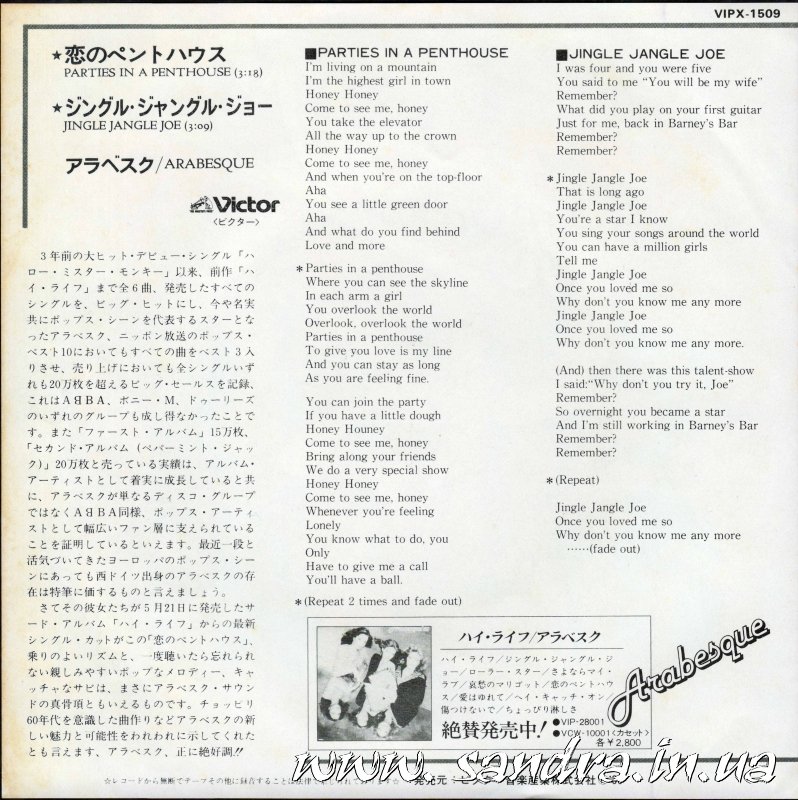 VIPX-1509
★恋のペントハウス
PARTIES IN A PENTHOUSE (3:18)
★ジングル・ジャングル・ジョー
JINGLE JANGLE JOE (3:09)
アラベスク/ARABESQUE
Victor
〈ビクター〉
3年前の大ヒット・デビュー・シングル「ハ
ロー・ミスター・モンキー」以来、前作「ハ
イ・ライフ」まで全6曲、発売したすべての
シングルを、ビッグ・ヒットにし、今や名実
共にポップス・シーンを代表するスターとな
ったアラベスク、ニッポン放送のポップス・
ベスト10においてもすべての曲をベスト3入
りさせ、売り上げにおいても全シングルいず
れも20万枚を超えるビッグ・セールスを記録、
これはABBA、ボニー・M、ドゥーリーズ
のいずれのグループも成し得なかったことで
す。また「ファースト・アルバム」15万枚、
「セカンド・アルバム(ペパーミント・ジャッ
ク)」20万枚と売っている実績は、アルバム・
アーティストとして着実に成長していると共
に、アラベスクが単なるディスコ・グループ
ではなくABBA同様、ポップス・アーティ
ストとして幅広いファン層に支えられている
ことを証明しているといえます。最近一段と
活気づいてきたヨーロッパのポップス・シー
ンにあっても西ドイツ出身のアラベスクの存
在は特筆に価するものと言えましょう。
さてその彼女たちが5月21日に発売したサ
ード・アルバム「ハイ・ライフ」からの最新
シングル・カットがこの「恋のペントハウス」、
乗りのよいリズムと、一度聴いたら忘れられ
ない親しみやすいポップなメロディー、キャ
ッチャなサビは、まさにアラベスク・サウン
ドの真骨頂ともいえるものです。チョッピリ
60年代を意識した曲作りなどアラベスクの新
しい魅力と可能性をわれわれに示してくれた
とも言えます、アラベスク、正に絶好調!!
■PARTIES IN A PENTHOUSE
I'm living on a mountain
I'm the highest girl in town
Honey Honey
Come to see me, honey
You take the elevator
All the way up to the crown
Honey Honey
Come to see me, honey
And when you're on the top-floor
Aha
You see a little green door
Aha
And what do you find behind
Love and more
*Parties in a penthouse
Where you can see the skyline
In each arm a girl
You overlook the world
Overlook, overlook the world
Parties in a penthouse
To give you love is my line
And you can stay as long
As you are feeling fine.
You can join the party
If you have a little dough
Honey Houney
Come to see me, honey
Bring along your friends
We do a very special show
Honey Honey
Come to see me, honey
Whenever you're feeling
Lonely
You know what to do, you
Only
Have to give me a call
You'll have a ball.
*(Repeat 2 times and fade out)
■JINGLE JANGLE JOE
I was four and you were five
You said to me "You will be my wife"
Remember?
What did you play on your first guitar
Just for me, back in Barney's Bar
Remember?
Remember?
*Jingle Jangle Joe
That is long ago
Jingle Jangle Joe
You're a star I know
You sing your songs around the world
You can have a million girls
Tell me
Jingle Jangle Joe
Once you loved me so
Why don't you know me any more
Jingle Jangle Joe
Once you loved me so
Why don't you know me any more.
(And) then there was this talent-show
I said:"Why don't you try it, Joe"
Remember?
So overnight you became a star
And I'm still working in Barney's Bar
Remember?
Remember?
*(Repeat)
Jingle Jangle Joe
Once you loved me so
Why don't you know me any more
……(fade out)
ハイ・ライフ/アラベスク
ハイ・ライフ/ジングル・ジャングル・ジ
ョー/ローラー・スター/さよならマイ・
ラブ/哀愁のマリゴット/恋のペントハウ
ス/愛はゆれて/ヘイ・キャッチ・オン/
傷つけないで/ちょっぴり淋しさ
絶賛発売中!
●VIP-28001
●VCW-10001〈カセット〉
各¥2,800
Arabesque
☆レコードから無断でテープその他に録音することは法律で禁じられております☆
発売元・ビクター音楽産業株式会社
www.sandra.in.ua